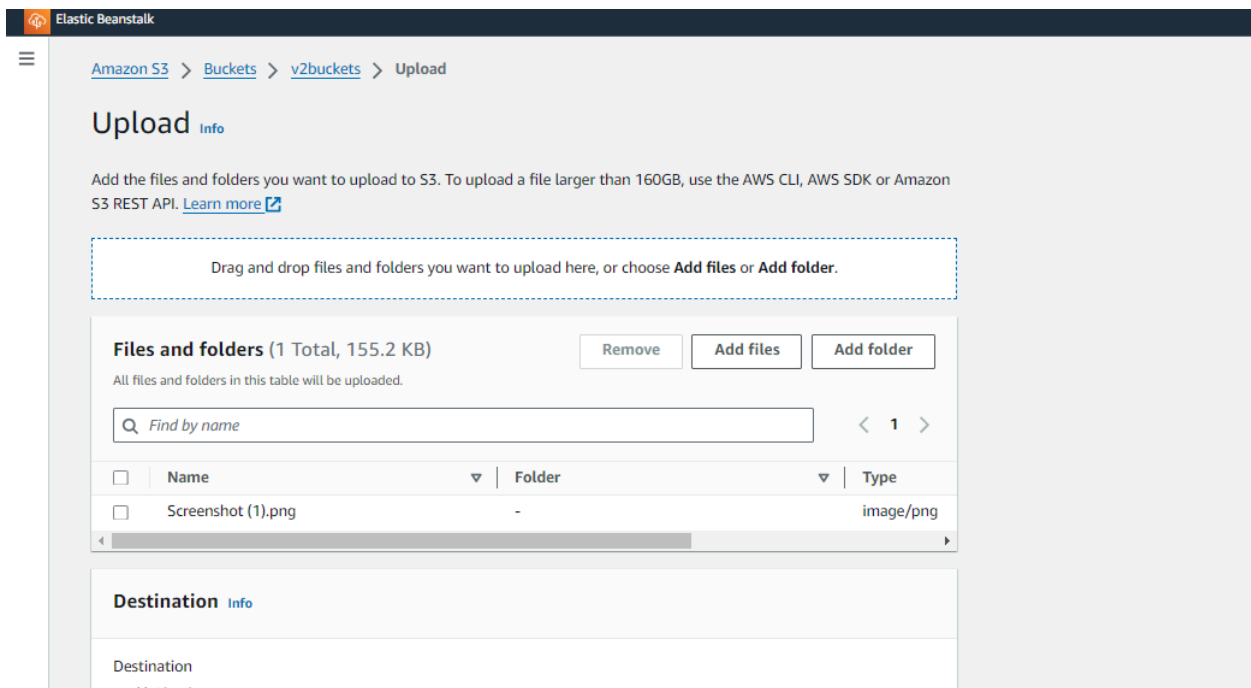 Elastic Beanstalk
Amazon S3 > Buckets > v2buckets > Upload
Upload Info
Add the files and folders you want to upload to S3. To upload a file larger than 160GB, use the AWS CLI, AWS SDK or Amazon
S3 REST API. Learn more
Drag and drop files and folders you want to upload here, or choose Add files or Add folder.
Files and folders (1 Total, 155.2 KB) Remove Add files Add folder
All files and folders in this table will be uploaded.
Find by name < 1 >
Name Folder Type
Screenshot (1).png - image/png
Destination Info
Destination